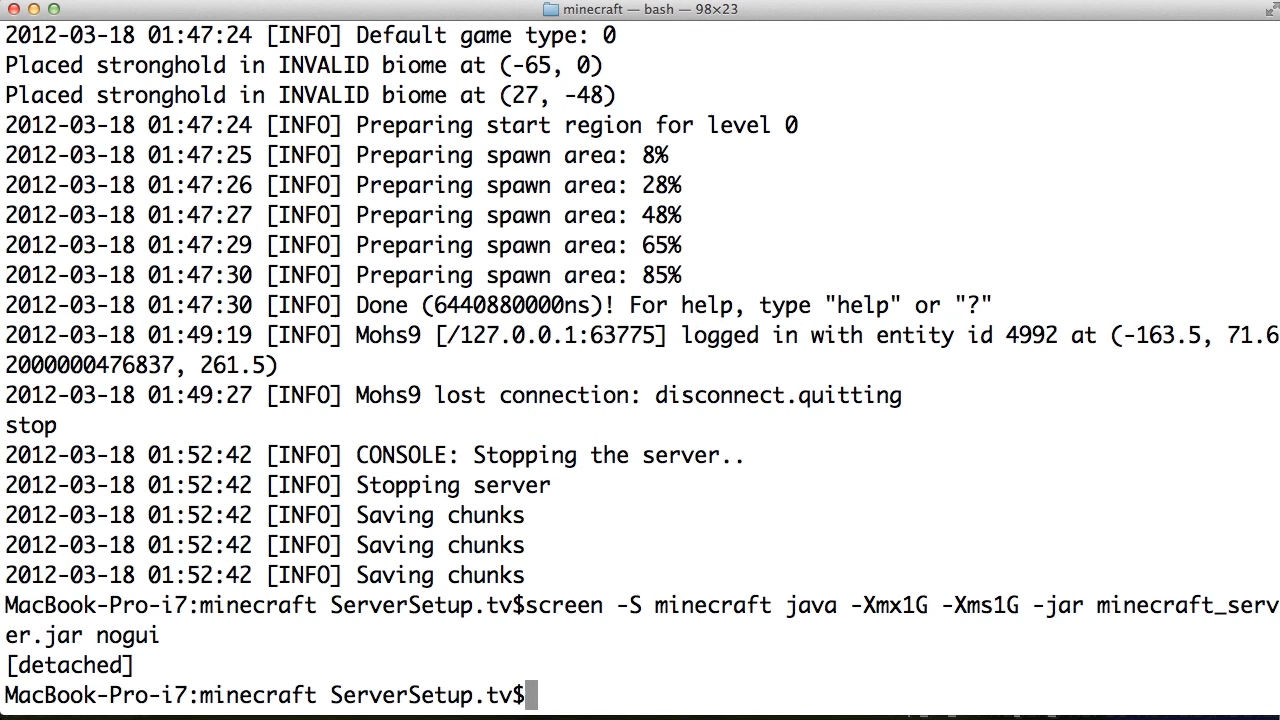 minecraft — bash — 98×23
2012-03-18 01:47:24 [INFO] Default game type: 0
Placed stronghold in INVALID biome at (-65, 0)
Placed stronghold in INVALID biome at (27, -48)
2012-03-18 01:47:24 [INFO] Preparing start region for level 0
2012-03-18 01:47:25 [INFO] Preparing spawn area: 8%
2012-03-18 01:47:26 [INFO] Preparing spawn area: 28%
2012-03-18 01:47:27 [INFO] Preparing spawn area: 48%
2012-03-18 01:47:29 [INFO] Preparing spawn area: 65%
2012-03-18 01:47:30 [INFO] Preparing spawn area: 85%
2012-03-18 01:47:30 [INFO] Done (6440880000ns)! For help, type "help" or "?"
2012-03-18 01:49:19 [INFO] Mohs9 [/127.0.0.1:63775] logged in with entity id 4992 at (-163.5, 71.6
2000000476837, 261.5)
2012-03-18 01:49:27 [INFO] Mohs9 lost connection: disconnect.quitting
stop
2012-03-18 01:52:42 [INFO] CONSOLE: Stopping the server..
2012-03-18 01:52:42 [INFO] Stopping server
2012-03-18 01:52:42 [INFO] Saving chunks
2012-03-18 01:52:42 [INFO] Saving chunks
2012-03-18 01:52:42 [INFO] Saving chunks
MacBook-Pro-i7:minecraft ServerSetup.tv$screen -S minecraft java -Xmx1G -Xms1G -jar minecraft_serv
er.jar nogui
[detached]
MacBook-Pro-i7:minecraft ServerSetup.tv$